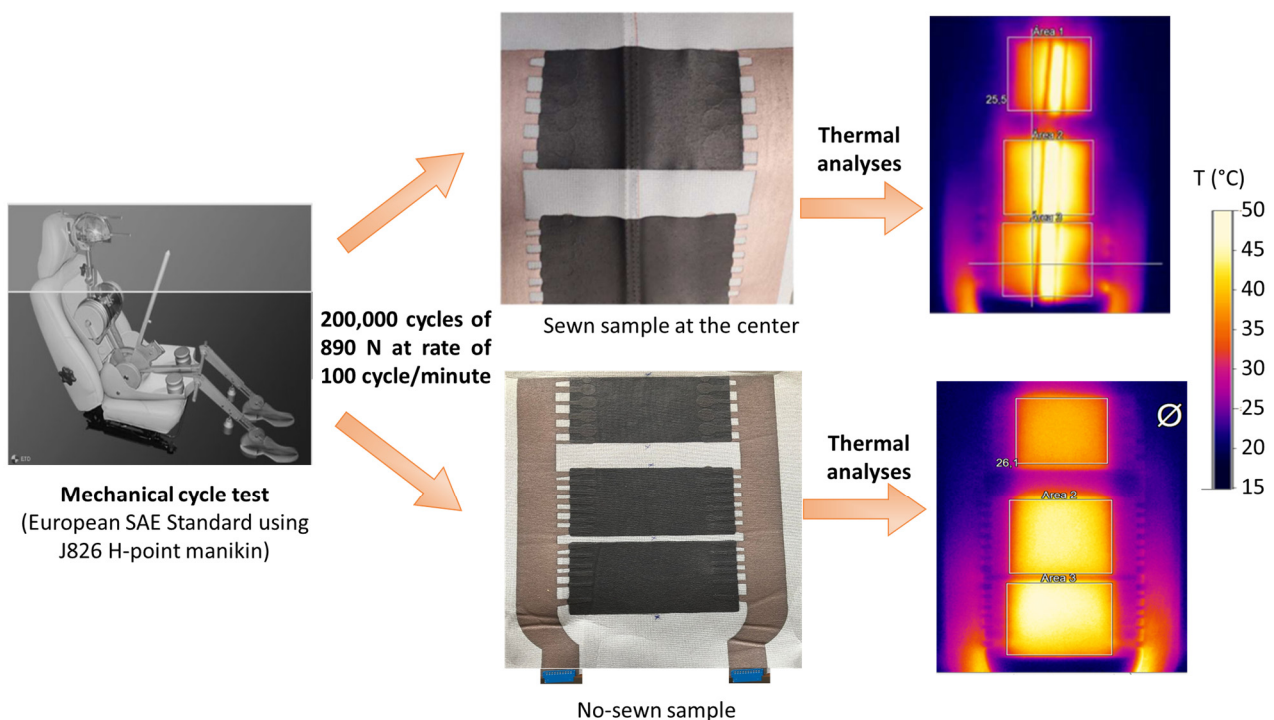 Mechanical cycle test
(European SAE Standard using
J826 H-point manikin)
200,000 cycles of
890 N at rate of
100 cycle/minute
Sewn sample at the center
Thermal
analyses
Area 1
25,5
Area 2
Area 3
No-sewn sample
Thermal
analyses
26,1
Area 2
Area 3
T (°C)
50
45
40
35
30
25
20
15